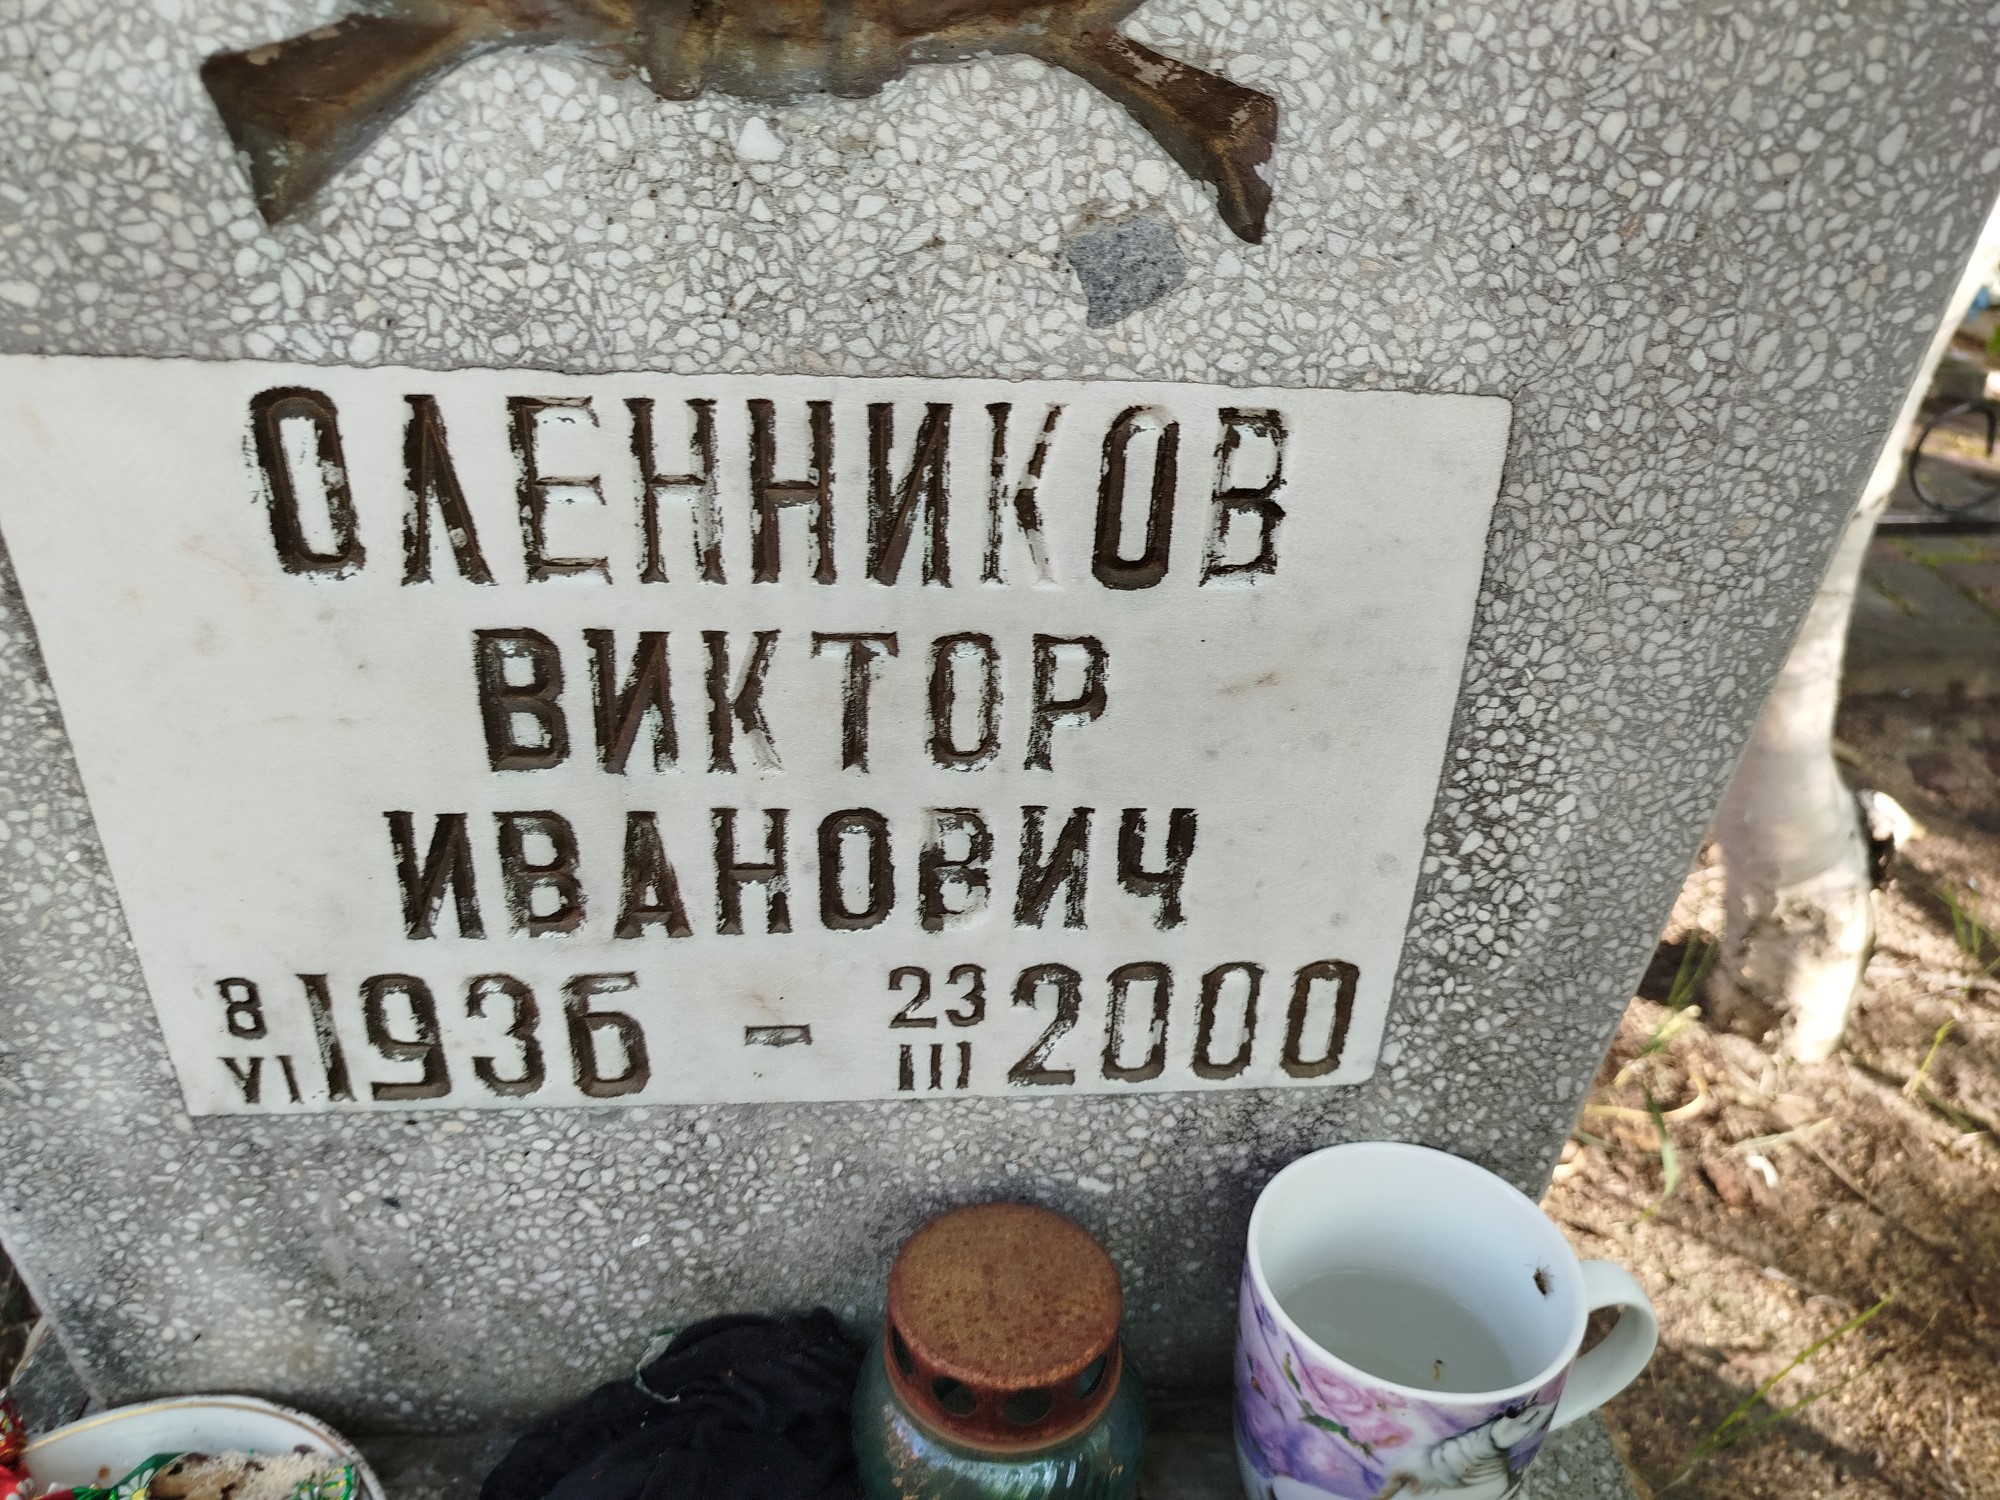 ОЛЕННИКОВ
ВИКТОР
ИВАНОВИЧ
8/VI 1936 - 23/III 2000